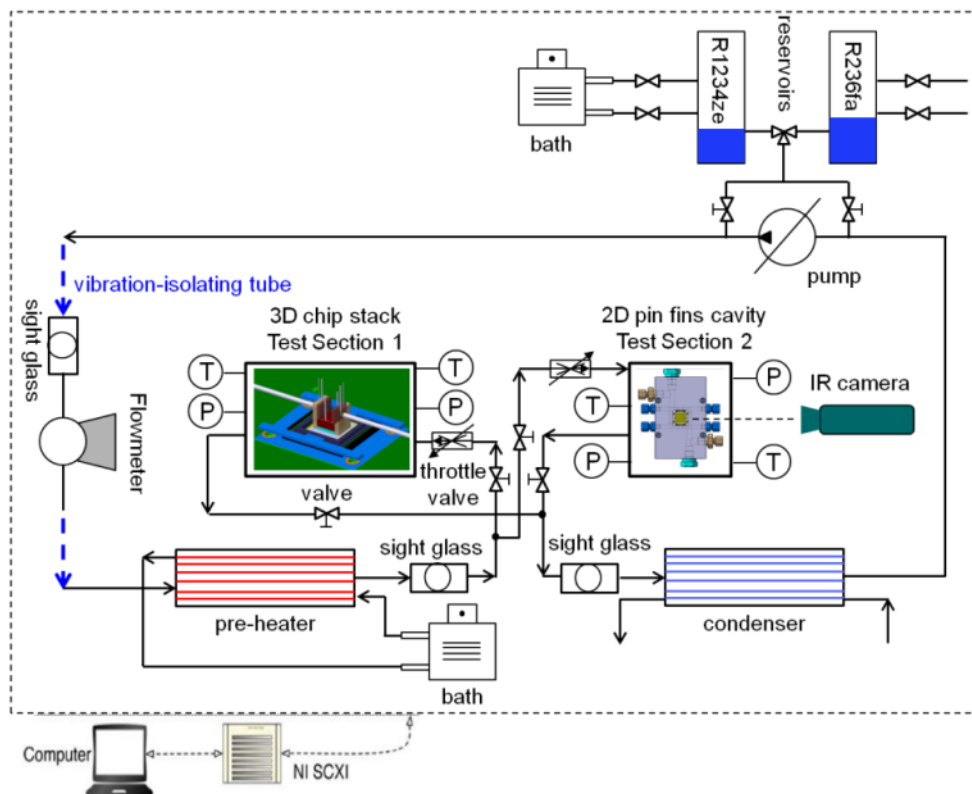 reservoirs
R1234ze
R236fa
bath
pump
vibration-isolating tube
sight glass
3D chip stack
Test Section 1
2D pin fins cavity
Test Section 2
T
T
P
P
P
T
P
T
IR camera
Flowmeter
throttle
valve
valve
sight glass
sight glass
pre-heater
condenser
bath
Computer
NI SCXI